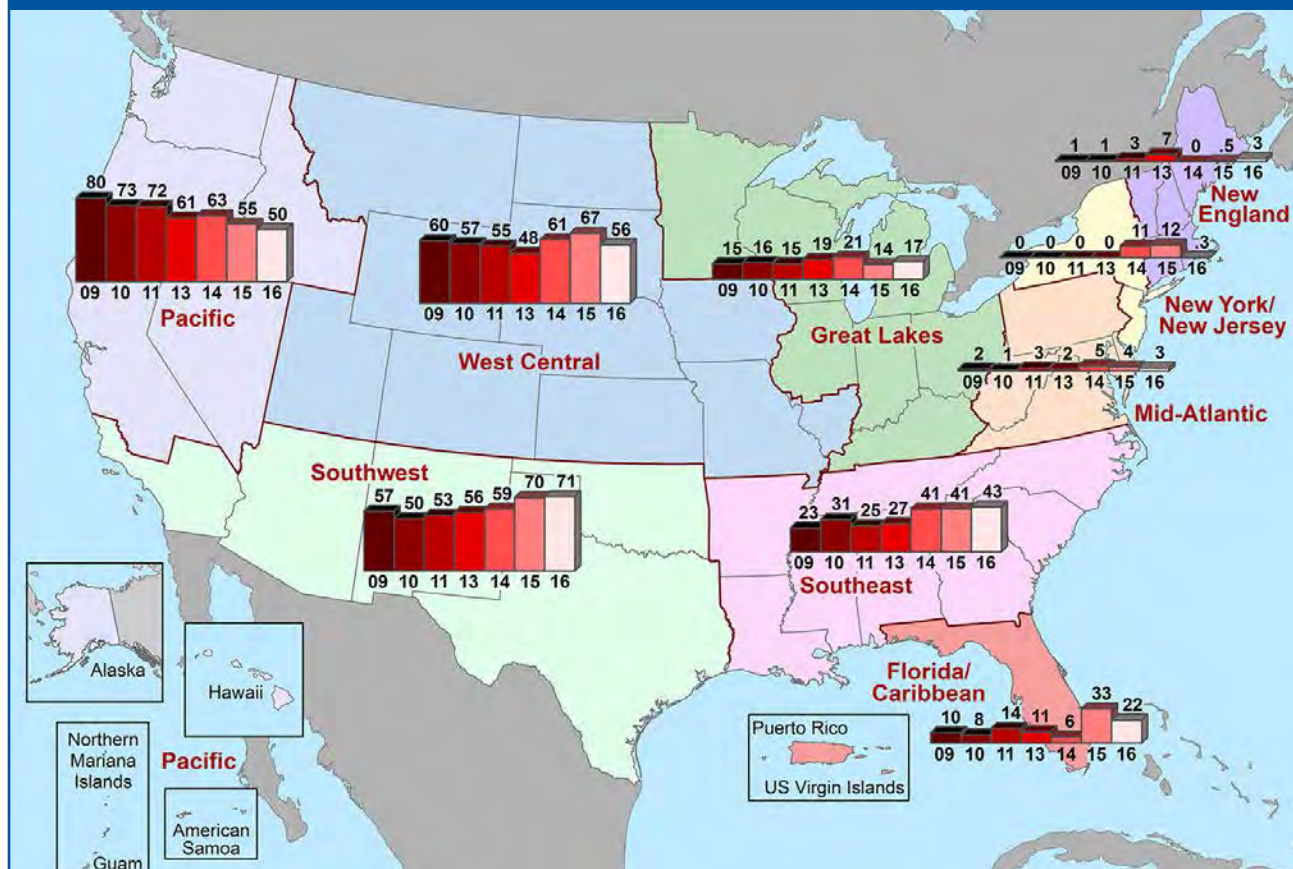 80 73 72 61 63 55 50
09 10 11 13 14 15 16
Pacific
60 57 55 48 61 67 56
09 10 11 13 14 15 16
West Central
15 16 15 19 21 14 17
09 10 11 13 14 15 16
Great Lakes
1 1 3 7 0 .5 3
09 10 11 13 14 15 16
New
England
0 0 0 0 11 12 .3
09 10 11 13 14 15 16
New York/
New Jersey
2 1 3 2 5 4 3
09 10 11 13 14 15 16
Mid-Atlantic
Southwest
57 50 53 56 59 70 71
09 10 11 13 14 15 16
23 31 25 27 41 41 43
09 10 11 13 14 15 16
Southeast
Florida/
Caribbean
10 8 14 11 6 33 22
09 10 11 13 14 15 16
Alaska
Hawaii
Northern
Mariana
Islands
Guam
Pacific
American
Samoa
Puerto Rico
US Virgin Islands